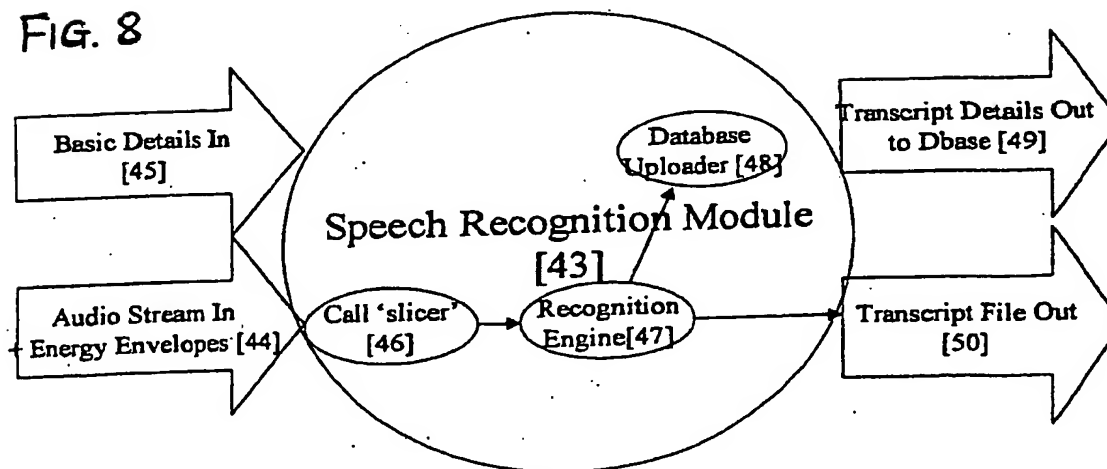 FIG. 8
Basic Details In
[45]
Audio Stream In
+ Energy Envelopes [44]
Speech Recognition Module
[43]
Call 'slicer'
[46]
Recognition
Engine[47]
Database
Uploader [48]
Transcript Details Out
to Dbase [49]
Transcript File Out
[50]